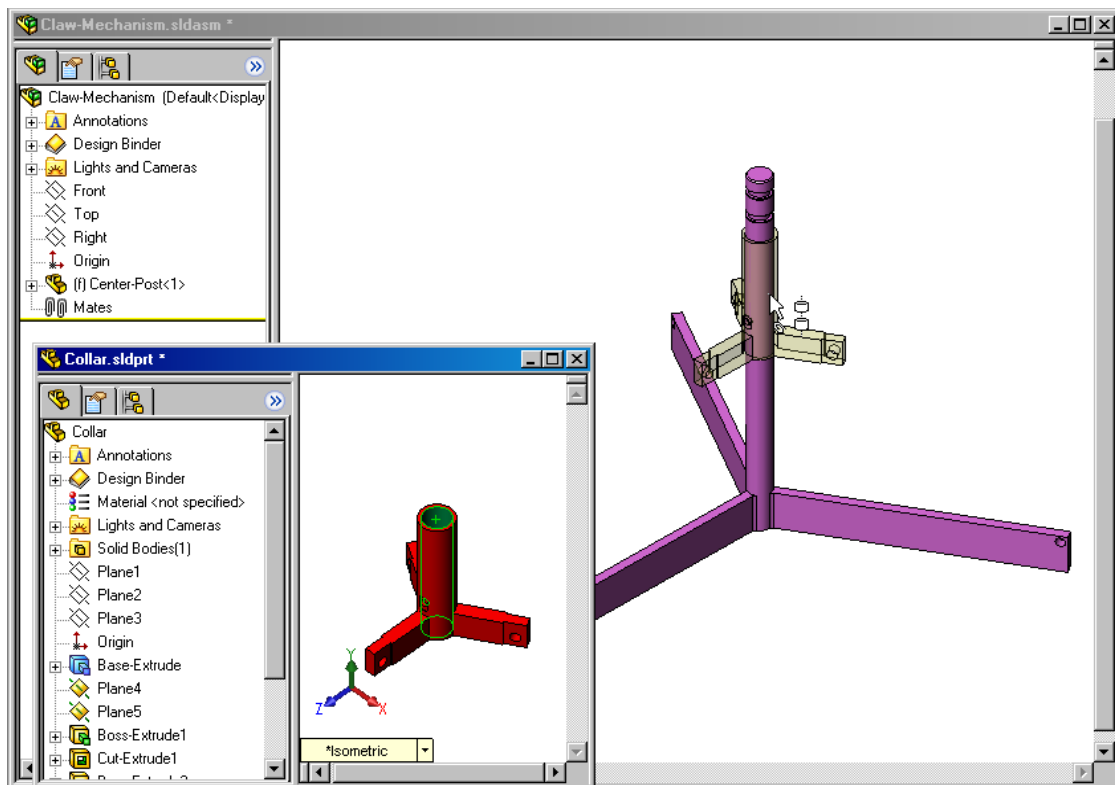 Claw-Mechanism.sldasm *
Claw-Mechanism (Default<Display
A Annotations
Design Binder
Lights and Cameras
Front
Top
Right
Origin
(f) Center-Post<1>
Mates
Collar.sldprt *
Collar
A Annotations
Design Binder
Material <not specified>
Lights and Cameras
Solid Bodies(1)
Plane1
Plane2
Plane3
Origin
Base-Extrude
Plane4
Plane5
Boss-Extrude1
Cut-Extrude1
Y
Z
X
*Isometric